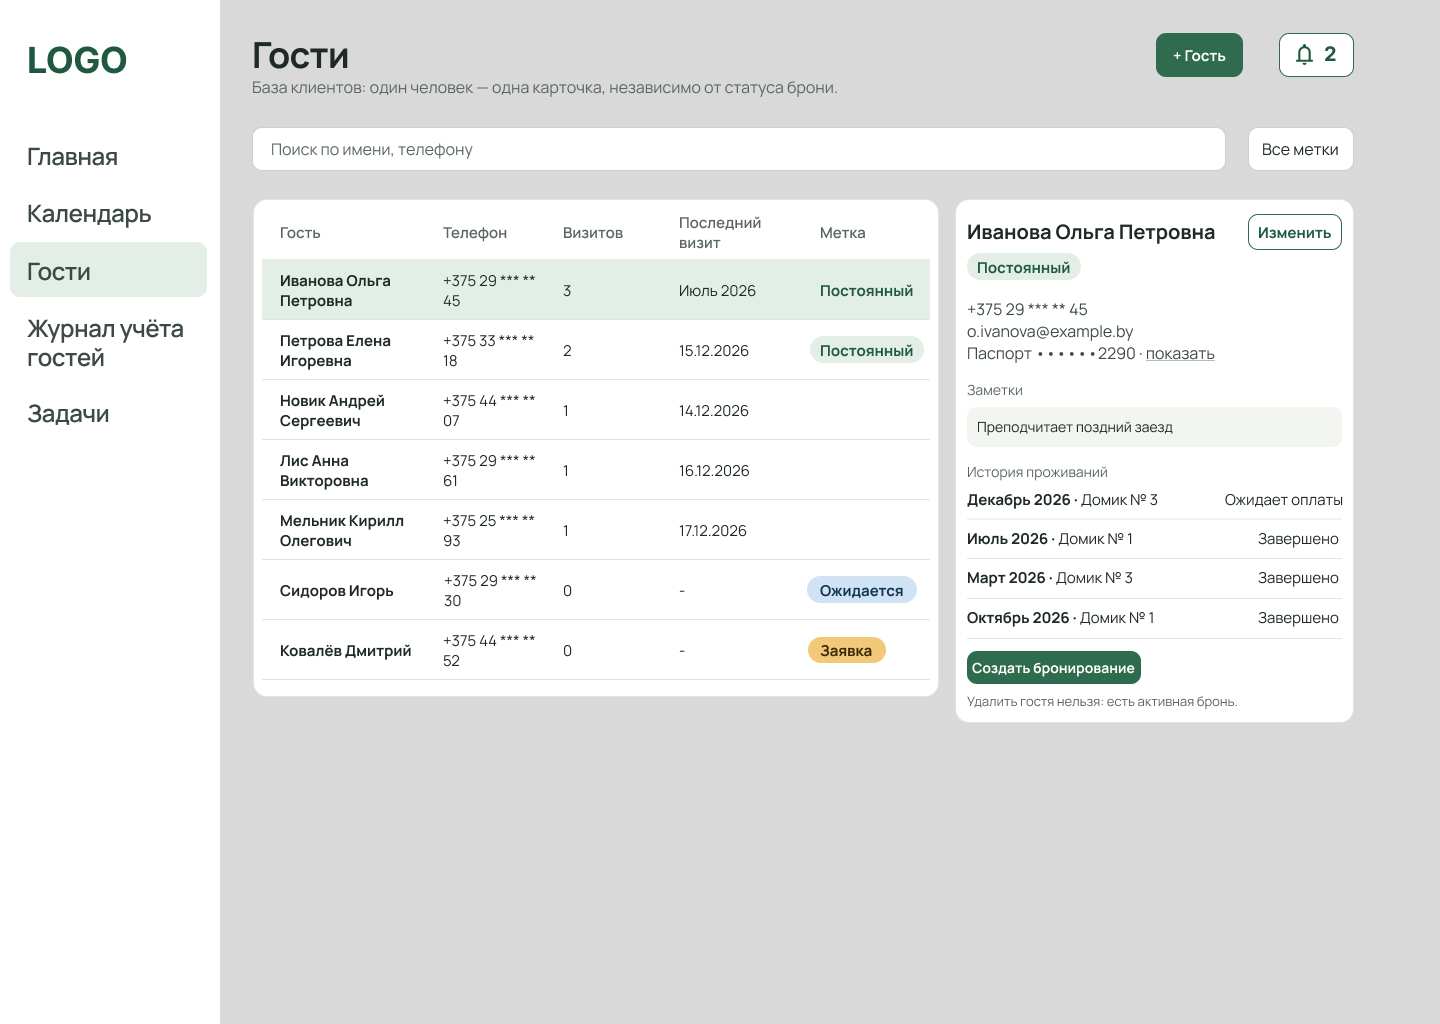 LOGO
Главная
Календарь
Гости
Журнал учёта
гостей
Задачи
Гости
База клиентов: один человек — одна карточка, независимо от статуса брони.
+ Гость
2
Поиск по имени, телефону
Все метки
Гость Телефон Визитов Последний визит Метка
Иванова Ольга Петровна +375 29 *** ** 45 3 Июль 2026 Постоянный
Петрова Елена Игоревна +375 33 *** ** 18 2 15.12.2026 Постоянный
Новик Андрей Сергеевич +375 44 *** ** 07 1 14.12.2026
Лис Анна Викторовна +375 29 *** ** 61 1 16.12.2026
Мельник Кирилл Олегович +375 25 *** ** 93 1 17.12.2026
Сидоров Игорь +375 29 *** ** 30 0 - Ожидается
Ковалёв Дмитрий +375 44 *** ** 52 0 - Заявка
Иванова Ольга Петровна
Изменить
Постоянный
+375 29 *** ** 45
o.ivanova@example.by
Паспорт ••••••2290 · показать
Заметки
Преподчитает поздний заезд
История проживаний
Декабрь 2026 · Домик № 3 Ожидает оплаты
Июль 2026 · Домик № 1 Завершено
Март 2026 · Домик № 3 Завершено
Октябрь 2026 · Домик № 1 Завершено
Создать бронирование
Удалить гостя нельзя: есть активная бронь.